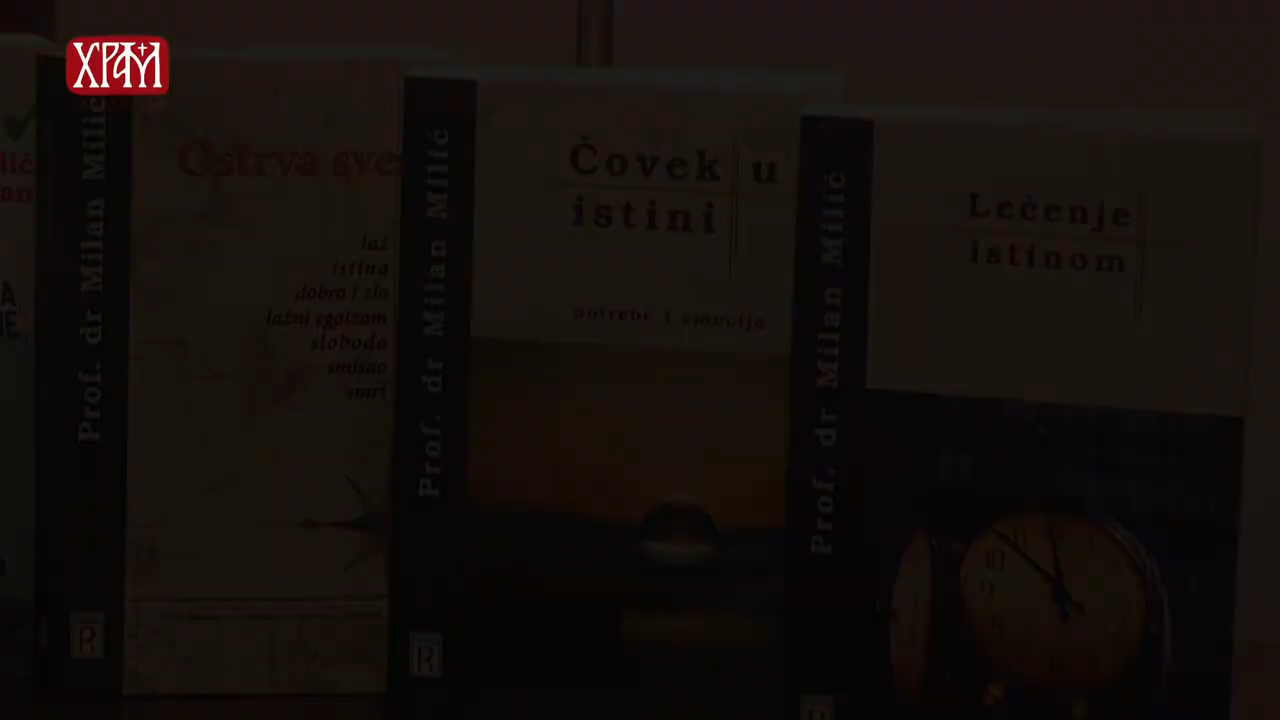 ХРАМ
Prof. dr Milan Milić
laž
istina
dobro i zlo
lažni egoizam
sloboda
smisao
smrt
Prof. dr Milan Milić
Čovek u
istini
potrebe i emocije
Prof. dr Milan Milić
Lečenje
istinom